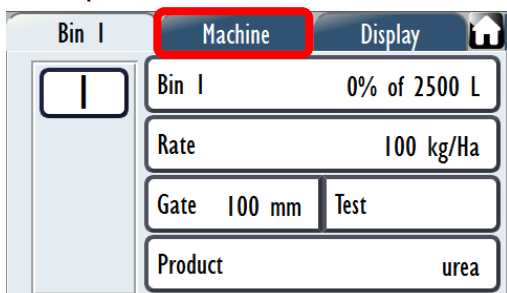 Bin 1 Machine Display
1
Bin 1 0% of 2500 L
Rate 100 kg/Ha
Gate 100 mm Test
Product urea